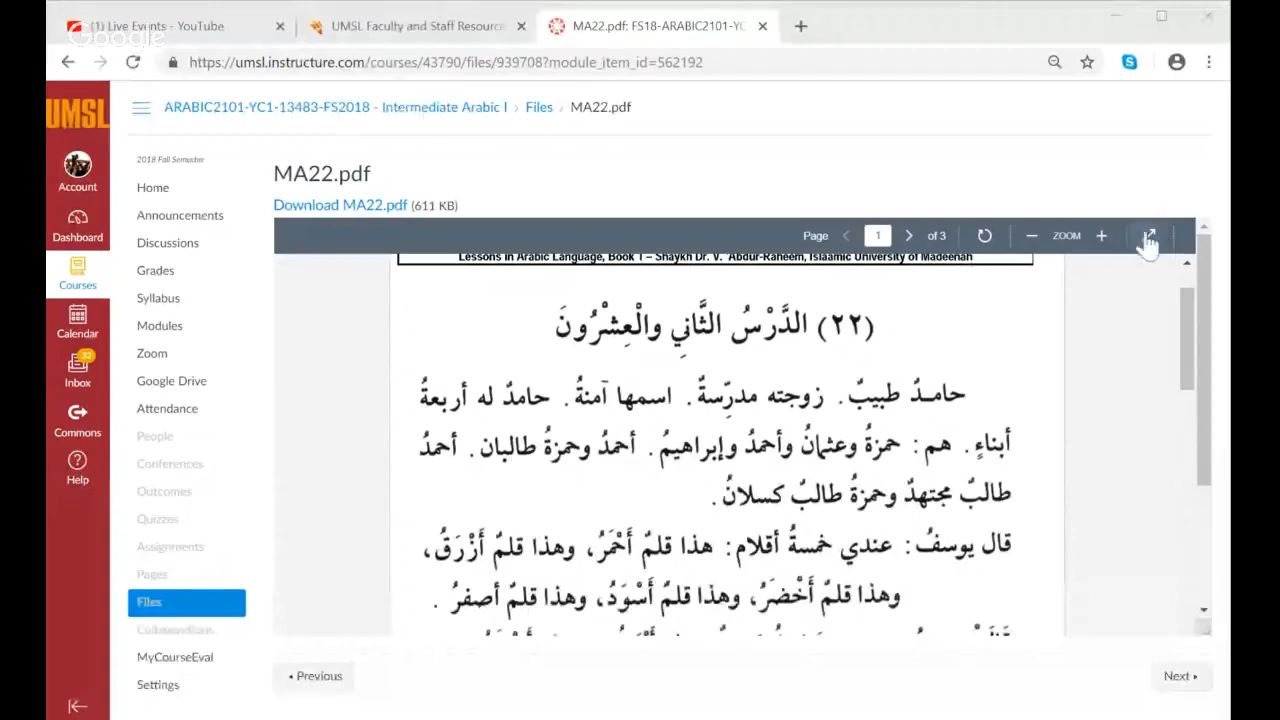 (1) Live Events - YouTube
UMSL Faculty and Staff Resource
MA22.pdf: FS18-ARABIC2101-YC
Google
https://umsl.instructure.com/courses/43790/files/939708?module_item_id=562192
UMSL
ARABIC2101-YC1-13483-FS2018 - Intermediate Arabic I › Files › MA22.pdf
Account
Dashboard
Courses
Calendar
32
Inbox
Commons
Help
2018 Fall Semester
Home
Announcements
Discussions
Grades
Syllabus
Modules
Zoom
Google Drive
Attendance
People
Conferences
Outcomes
Quizzes
Assignments
Pages
Files
Collaborations
MyCourseEval
Settings
MA22.pdf
Download MA22.pdf (611 KB)
Page 1 of 3 ZOOM
Lessons in Arabic Language, Book 1 – Shaykh Dr. V. Abdur-Raheem, Islaamic University of Madeenah
(٢٢) الدَّرْسُ الثَّانِي والْعِشْرُونَ
حامـدٌ طبيبٌ. زوجته مدرِّسةٌ. اسمها آمنةُ. حامدٌ له أربعةُ
أبناءٍ. هم: حمزةُ وعثمانُ وأحمدُ وإبراهيمُ. أحمدُ وحمزةُ طالبان. أحمدُ
طالبٌ مجتهدٌ وحمزةُ طالبٌ كسلانُ.
قال يوسفُ: عندي خمسةُ أقلام: هذا قلمٌ أَحْمَرُ، وهذا قلمٌ أَزْرَقُ،
وهذا قلمٌ أَخْضَرُ، وهذا قلمٌ أَسْوَدُ، وهذا قلمٌ أصفرُ.
Previous
Next